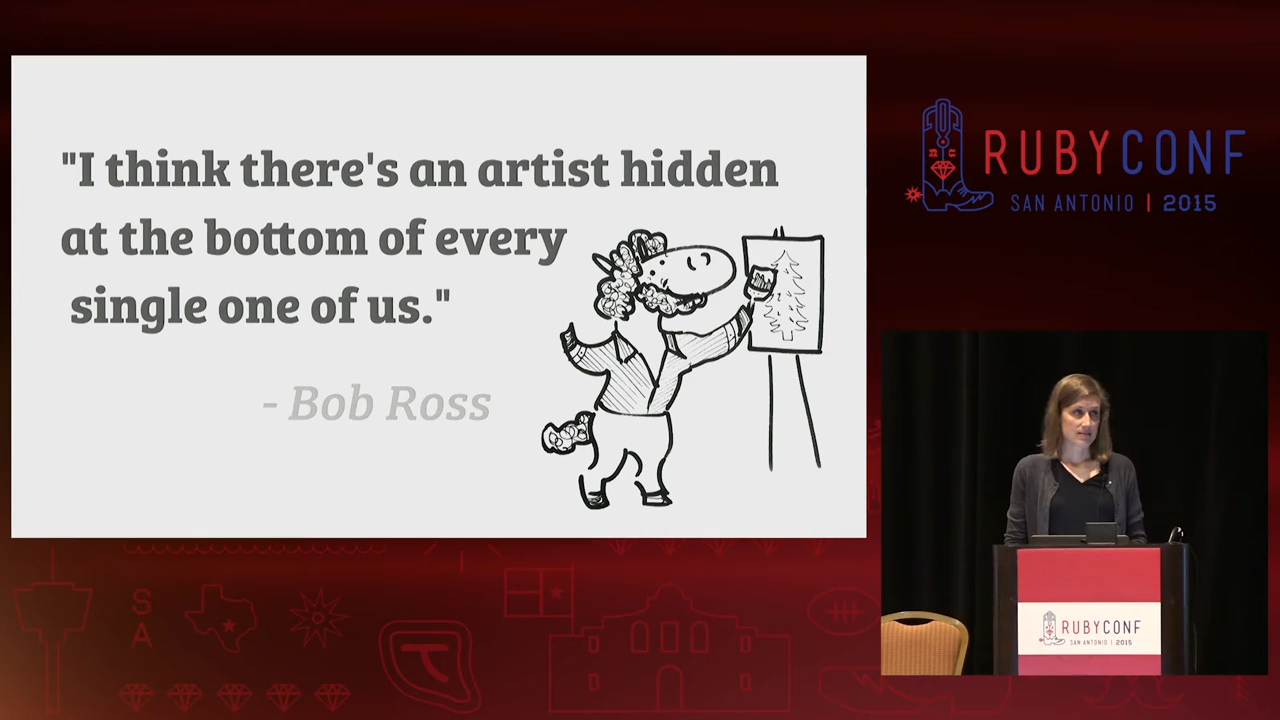 "I think there's an artist hidden
at the bottom of every
single one of us."
- Bob Ross
RUBYCONF
SAN ANTONIO | 2015
RUBYCONF
SAN ANTONIO | 2015
S
A